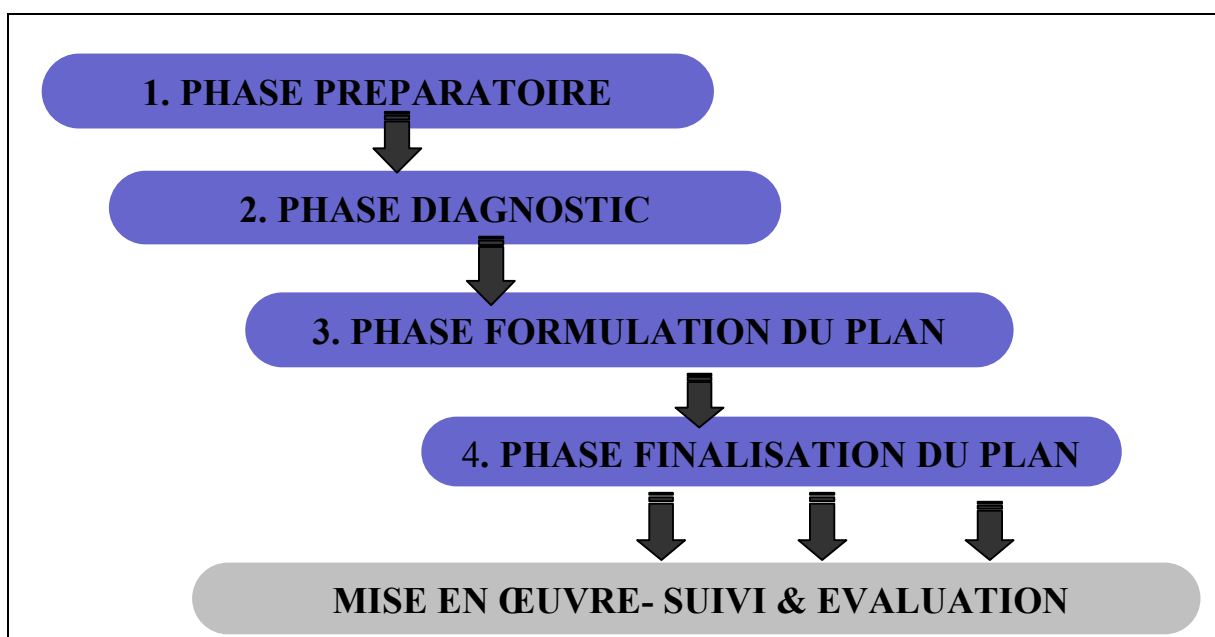 1. PHASE PREPARATOIRE
2. PHASE DIAGNOSTIC
3. PHASE FORMULATION DU PLAN
4. PHASE FINALISATION DU PLAN
MISE EN ŒUVRE- SUIVI & EVALUATION